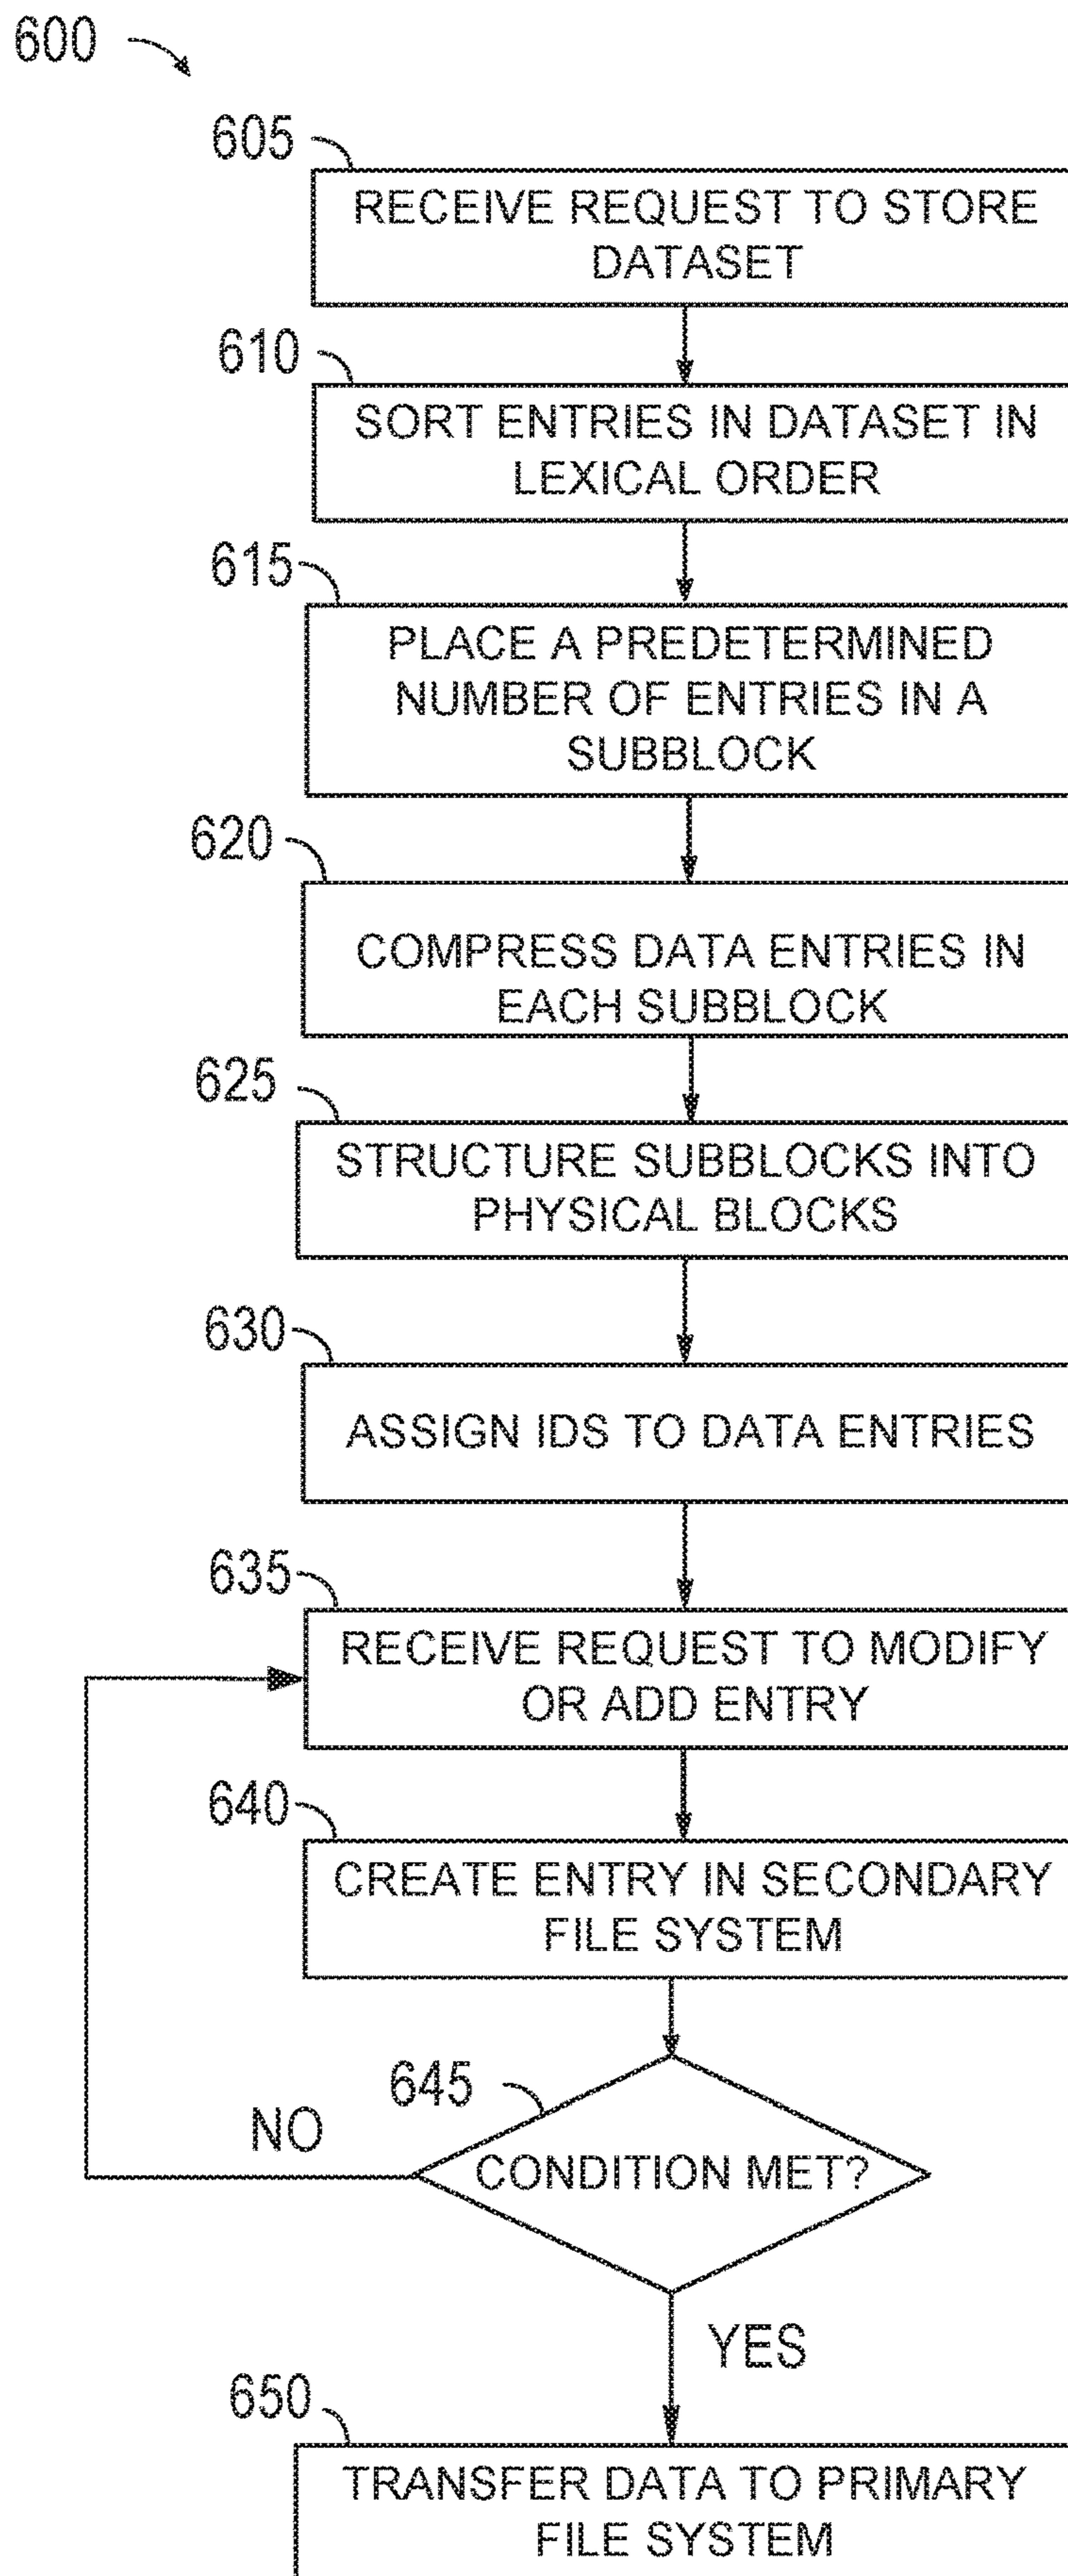 600
605
RECEIVE REQUEST TO STORE
DATASET
610
SORT ENTRIES IN DATASET IN
LEXICAL ORDER
615
PLACE A PREDETERMINED
NUMBER OF ENTRIES IN A
SUBBLOCK
620
COMPRESS DATA ENTRIES IN
EACH SUBBLOCK
625
STRUCTURE SUBBLOCKS INTO
PHYSICAL BLOCKS
630
ASSIGN IDS TO DATA ENTRIES
635
RECEIVE REQUEST TO MODIFY
OR ADD ENTRY
640
CREATE ENTRY IN SECONDARY
FILE SYSTEM
645
NO
CONDITION MET?
YES
650
TRANSFER DATA TO PRIMARY
FILE SYSTEM